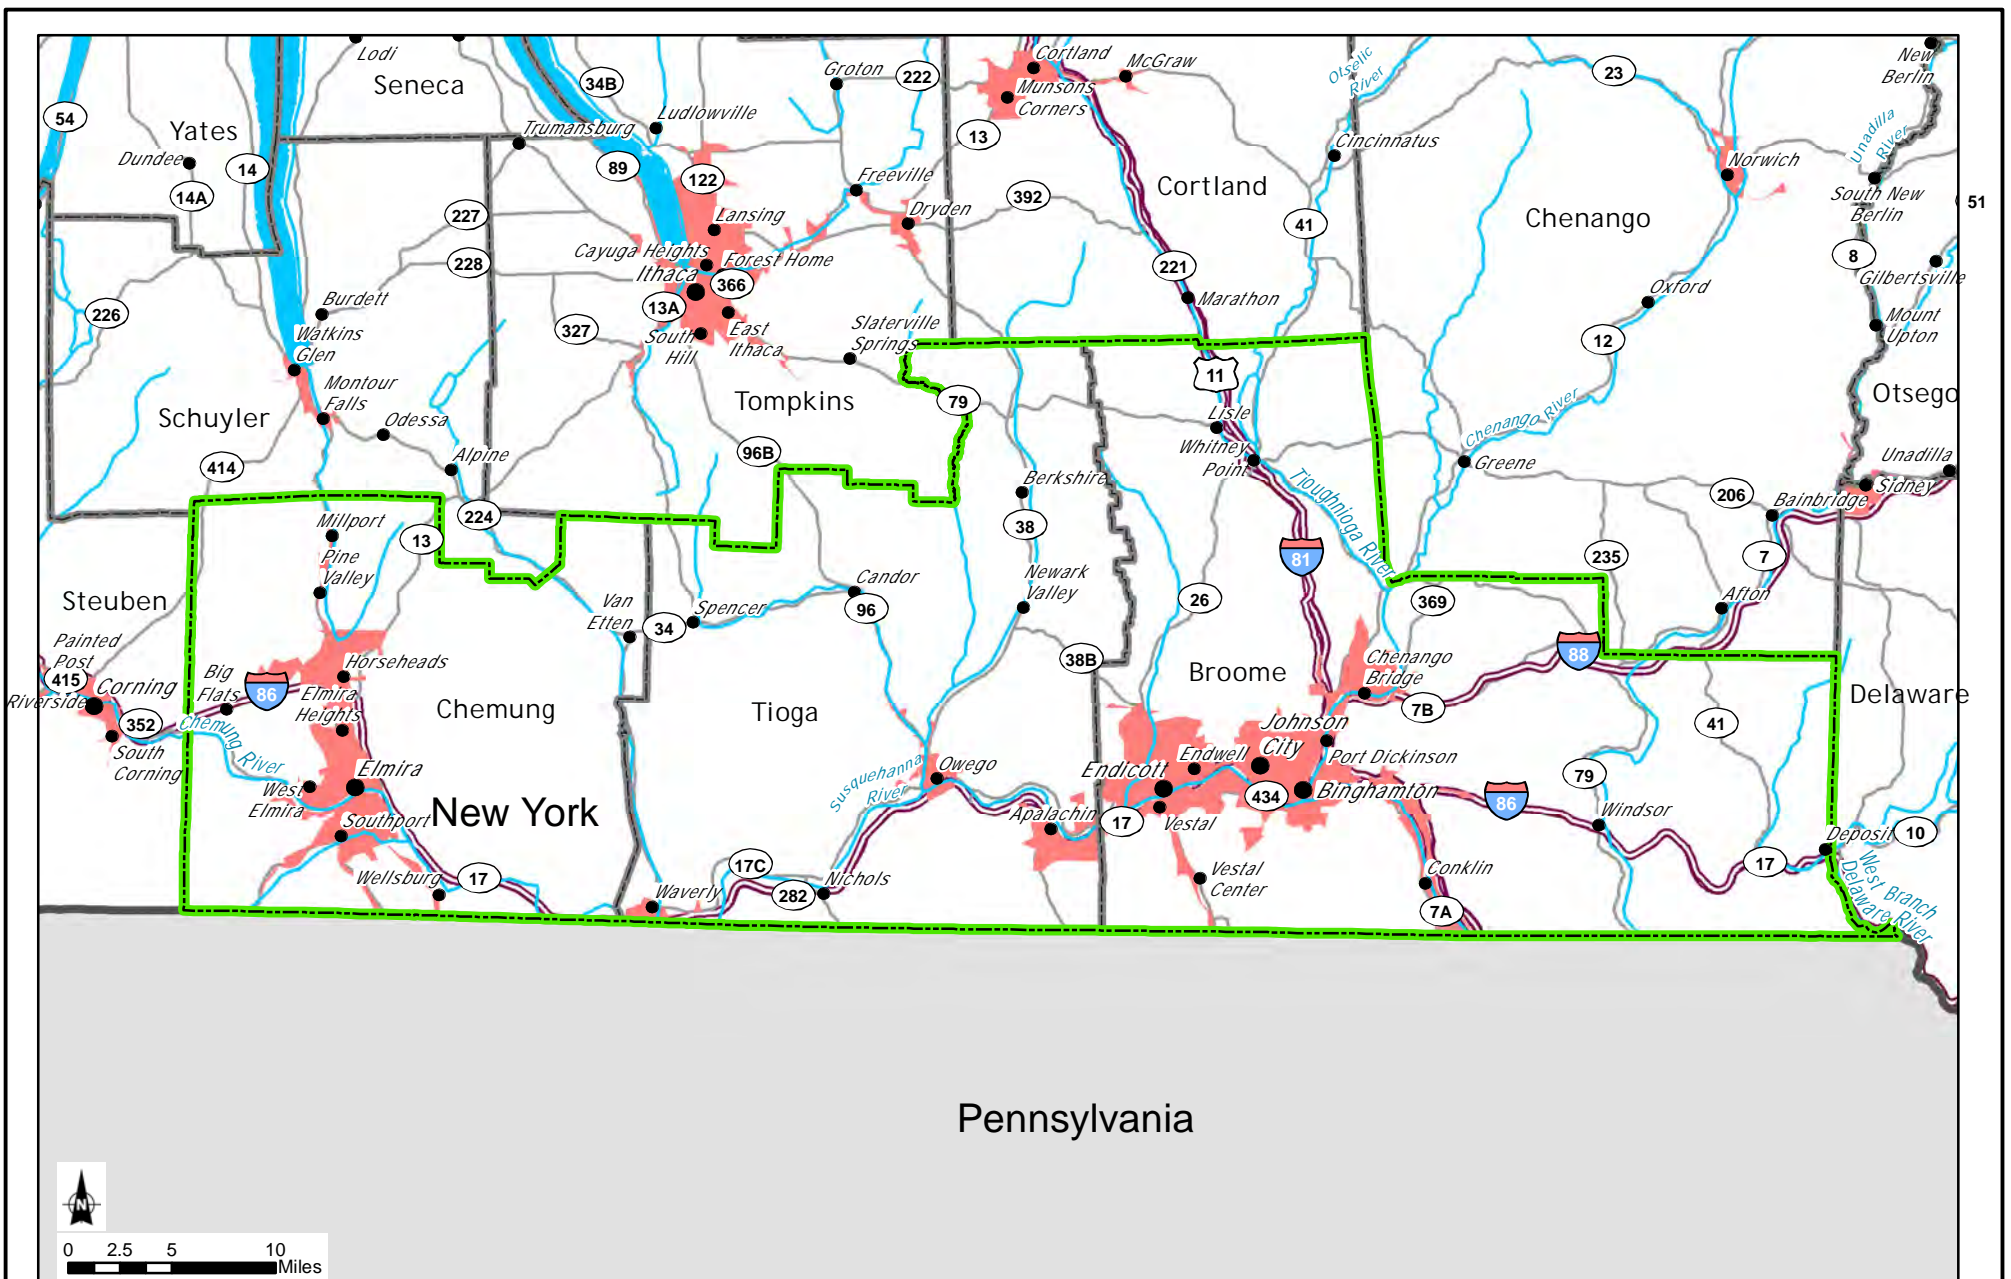 Lodi
Seneca
34B
Groton
222
Cortland
McGraw
Otselic
River
23
New
Berlin
54
Yates
Dundee
14A
14
Trumansburg
Ludlowville
89
122
Munsons
Corners
13
Cincinnatus
Norwich
Unadilla
River
South New
Berlin
51
227
228
Lansing
Cayuga Heights
Forest Home
Ithaca
366
13A
Freeville
Dryden
392
Cortland
41
Chenango
8
Gilbertsville
221
Marathon
Oxford
226
Burdett
Watkins
Glen
327
South
Hill
East
Ithaca
Slaterville
Springs
12
Mount
Upton
Montour
Falls
Schuyler
Odessa
Tompkins
79
11
Lisle
Whitney
Point
Chenango River
Otsego
414
Alpine
96B
Berkshire
Greene
Tioughnioga River
Unadilla
Sidney
206
Bainbridge
224
Millport
13
Pine
Valley
38
81
235
7
Steuben
Candor
96
Newark
Valley
26
369
Afton
Van
Etten
34
Spencer
Painted
Post
415
Riverside
Corning
352
South
Corning
Big
Flats
86
Horseheads
Elmira
Heights
Chemung
Tioga
38B
Broome
Chenango
Bridge
88
7B
Delaware
Chemung River
Johnson
City
Port Dickinson
41
Elmira
West
Elmira
New York
Southport
Susquehanna
River
Owego
Endicott
Endwell
434
Binghamton
86
79
Windsor
Apalachin
17
Vestal
Deposit
10
Wellsburg
17
Waverly
17C
282
Nichols
Vestal
Center
Conklin
7A
17
West Branch
Delaware River
Pennsylvania
N
0 2.5 5 10
Miles